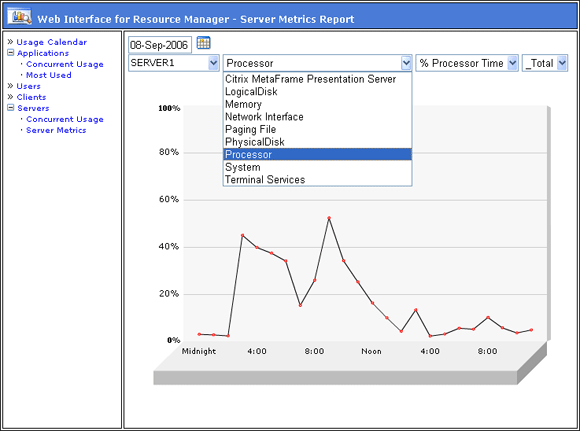 Web Interface for Resource Manager - Server Metrics Report
» Usage Calendar
Applications
· Concurrent Usage
· Most Used
» Users
» Clients
Servers
· Concurrent Usage
· Server Metrics
08-Sep-2006
SERVER1 Processor % Processor Time _Total
Citrix MetaFrame Presentation Server
LogicalDisk
Memory
Network Interface
Paging File
PhysicalDisk
Processor
System
Terminal Services
100%
80%
60%
40%
20%
0%
Midnight 4:00 8:00 Noon 4:00 8:00